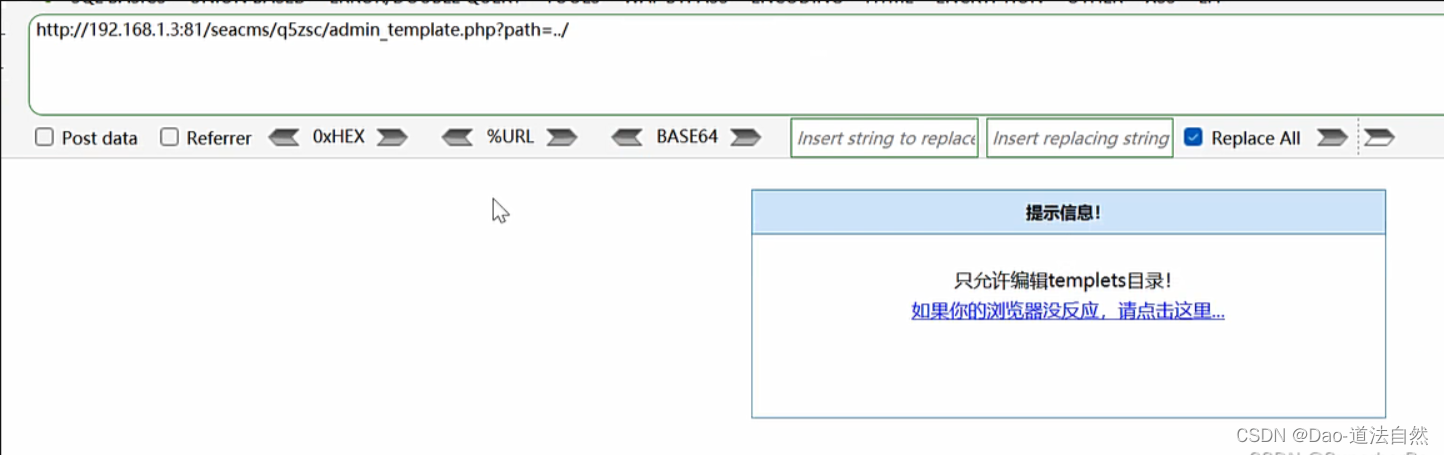 http://192.168.1.3:81/seacms/q5zsc/admin_template.php?path=../
Post data Referrer 0xHEX %URL BASE64 Insert string to replace Insert replacing string Replace All
提示信息!
只允许编辑templets目录!
如果你的浏览器没反应，请点击这里...
CSDN @Dao-道法自然